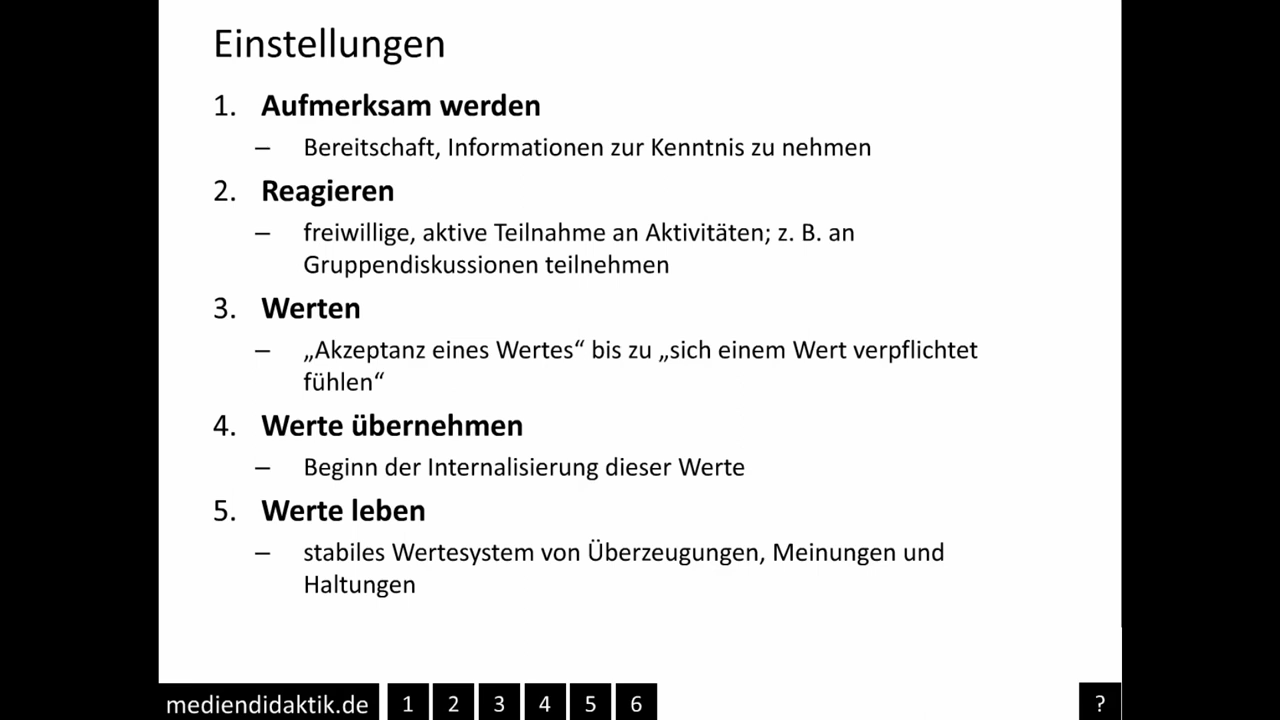 Einstellungen
1. Aufmerksam werden
– Bereitschaft, Informationen zur Kenntnis zu nehmen
2. Reagieren
– freiwillige, aktive Teilnahme an Aktivitäten; z. B. an
Gruppendiskussionen teilnehmen
3. Werten
– „Akzeptanz eines Wertes“ bis zu „sich einem Wert verpflichtet
fühlen“
4. Werte übernehmen
– Beginn der Internalisierung dieser Werte
5. Werte leben
– stabiles Wertesystem von Überzeugungen, Meinungen und
Haltungen
mediendidaktik.de 1 2 3 4 5 6 ?